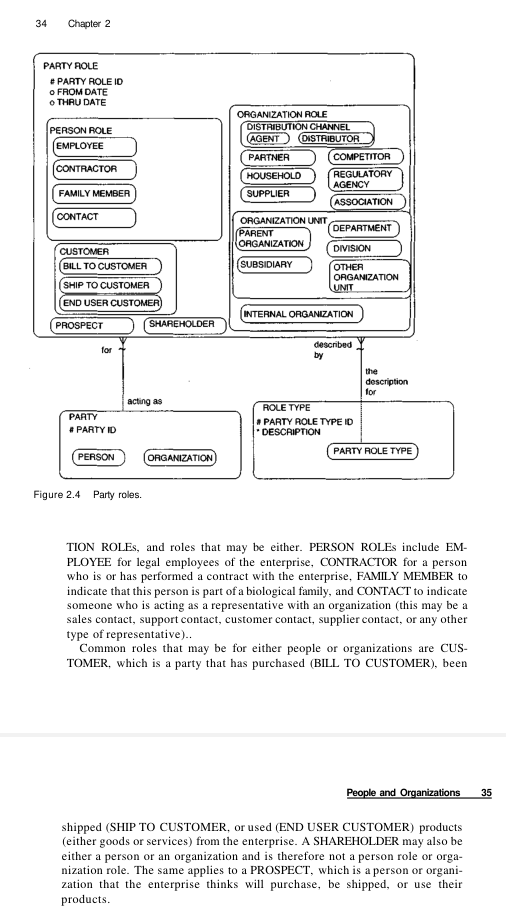 34 Chapter 2
PARTY ROLE
# PARTY ROLE ID
o FROM DATE
o THRU DATE
PERSON ROLE
EMPLOYEE
CONTRACTOR
FAMILY MEMBER
CONTACT
CUSTOMER
BILL TO CUSTOMER
SHIP TO CUSTOMER
END USER CUSTOMER
PROSPECT
SHAREHOLDER
ORGANIZATION ROLE
DISTRIBUTION CHANNEL
AGENT
DISTRIBUTOR
PARTNER
COMPETITOR
HOUSEHOLD
REGULATORY
AGENCY
SUPPLIER
ASSOCIATION
ORGANIZATION UNIT
PARENT
ORGANIZATION
DEPARTMENT
SUBSIDIARY
DIVISION
OTHER
ORGANIZATION
UNIT
INTERNAL ORGANIZATION
for
acting as
described
by
the
description
for
PARTY
# PARTY ID
PERSON
ORGANIZATION
ROLE TYPE
# PARTY ROLE TYPE ID
* DESCRIPTION
PARTY ROLE TYPE
Figure 2.4 Party roles.
TION ROLEs, and roles that may be either. PERSON ROLEs include EM-
PLOYEE for legal employees of the enterprise, CONTRACTOR for a person
who is or has performed a contract with the enterprise, FAMILY MEMBER to
indicate that this person is part of a biological family, and CONTACT to indicate
someone who is acting as a representative with an organization (this may be a
sales contact, support contact, customer contact, supplier contact, or any other
type of representative)..
Common roles that may be for either people or organizations are CUS-
TOMER, which is a party that has purchased (BILL TO CUSTOMER), been
People and Organizations 35
shipped (SHIP TO CUSTOMER, or used (END USER CUSTOMER) products
(either goods or services) from the enterprise. A SHAREHOLDER may also be
either a person or an organization and is therefore not a person role or orga-
nization role. The same applies to a PROSPECT, which is a person or organi-
zation that the enterprise thinks will purchase, be shipped, or use their
products.